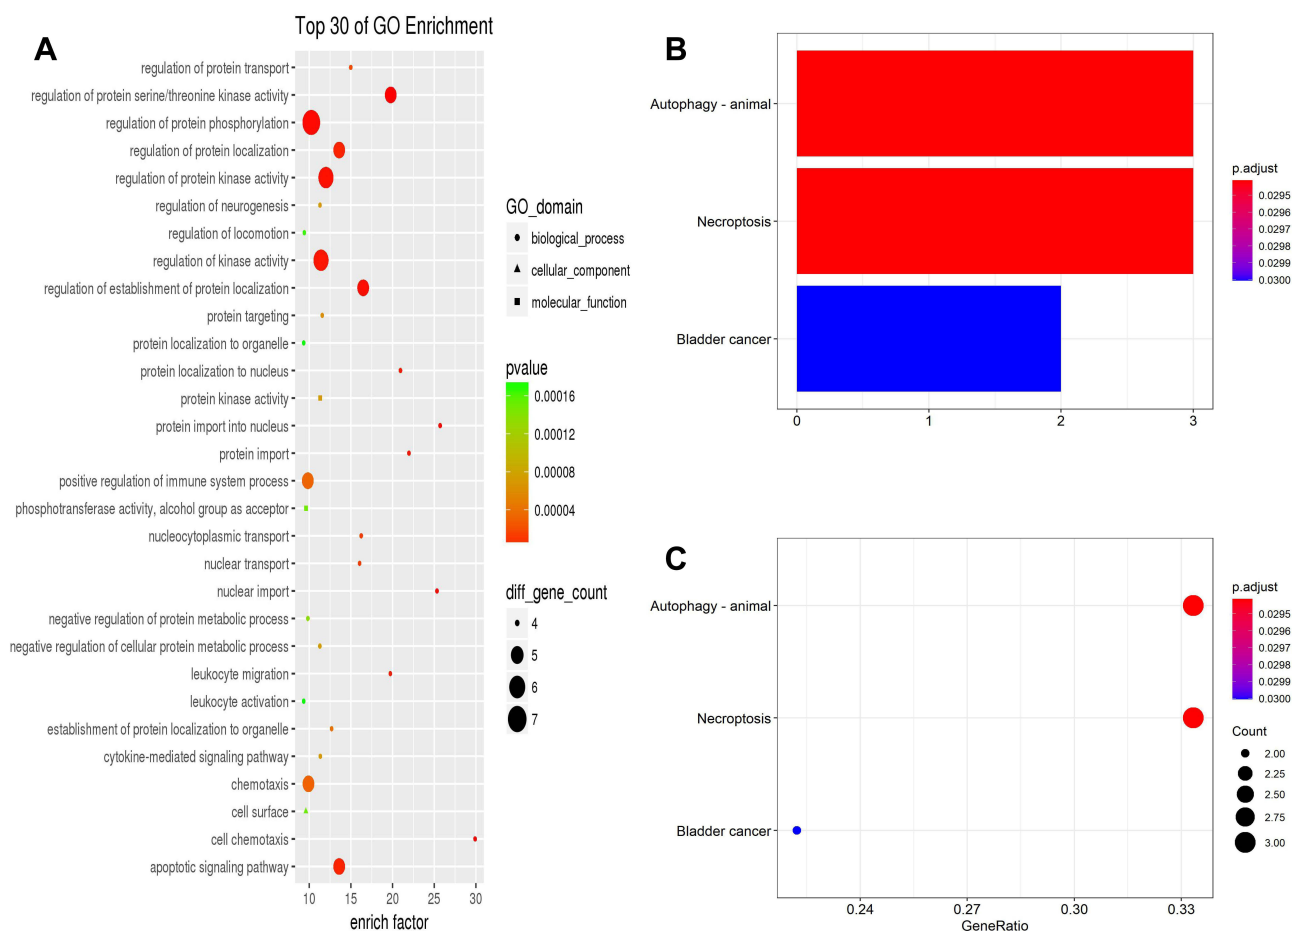 A
Top 30 of GO Enrichment
regulation of protein transport
regulation of protein serine/threonine kinase activity
regulation of protein phosphorylation
regulation of protein localization
regulation of protein kinase activity
regulation of neurogenesis
regulation of locomotion
regulation of kinase activity
regulation of establishment of protein localization
protein targeting
protein localization to organelle
protein localization to nucleus
protein kinase activity
protein import into nucleus
protein import
positive regulation of immune system process
phosphotransferase activity, alcohol group as acceptor
nucleocytoplasmic transport
nuclear transport
nuclear import
negative regulation of protein metabolic process
negative regulation of cellular protein metabolic process
leukocyte migration
leukocyte activation
establishment of protein localization to organelle
cytokine-mediated signaling pathway
chemotaxis
cell surface
cell chemotaxis
apoptotic signaling pathway
10 15 20 25 30
enrich factor
GO_domain
biological_process
cellular_component
molecular_function
pvalue
0.00016
0.00012
0.00008
0.00004
diff_gene_count
4
5
6
7
B
Autophagy - animal
Necroptosis
Bladder cancer
0 1 2 3
p.adjust
0.0295
0.0296
0.0297
0.0298
0.0299
0.0300
C
Autophagy - animal
Necroptosis
Bladder cancer
0.24 0.27 0.30 0.33
GeneRatio
p.adjust
0.0295
0.0296
0.0297
0.0298
0.0299
0.0300
Count
2.00
2.25
2.50
2.75
3.00